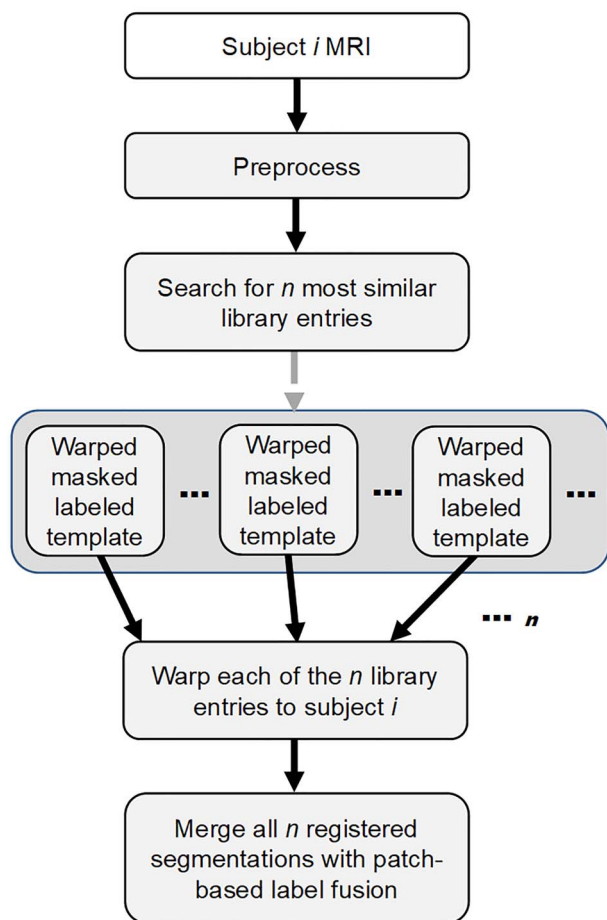 Subject i MRI
Preprocess
Search for n most similar
library entries
Warped
masked
labeled
template
...
Warped
masked
labeled
template
...
Warped
masked
labeled
template
...
... n
Warp each of the n library
entries to subject i
Merge all n registered
segmentations with patch-
based label fusion